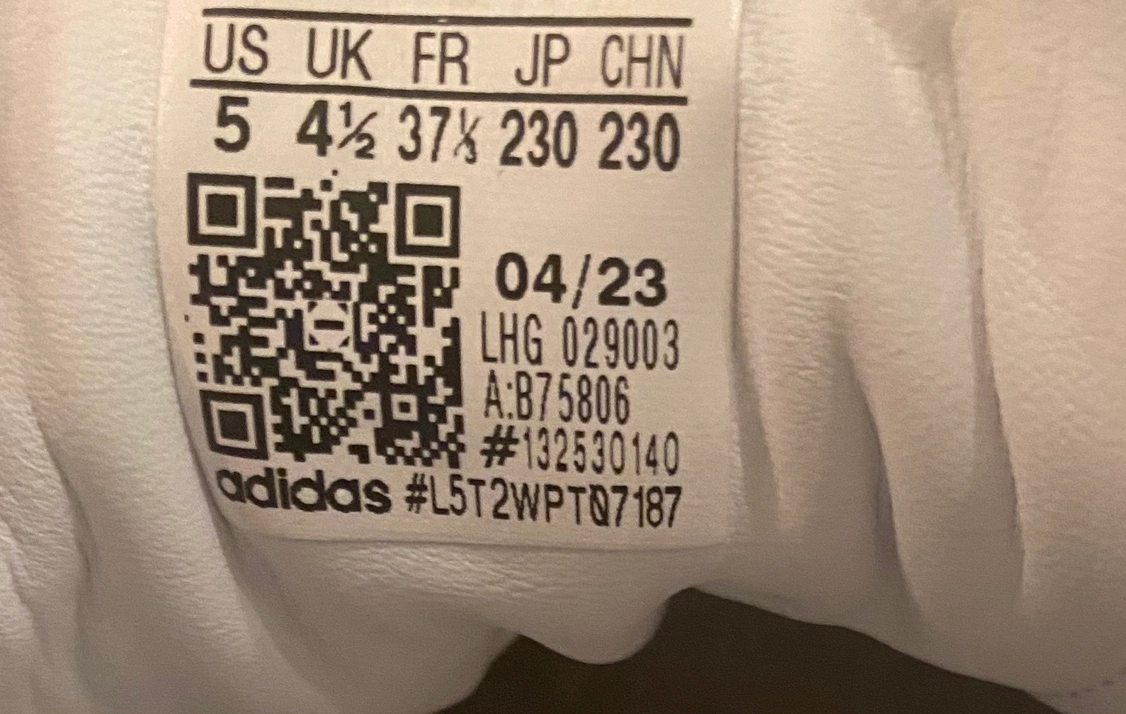 US UK FR JP CHN
5 4½ 37⅓ 230 230
04/23
LHG 029003
A:B75806
#132530140
adidas #L5T2WPT07187